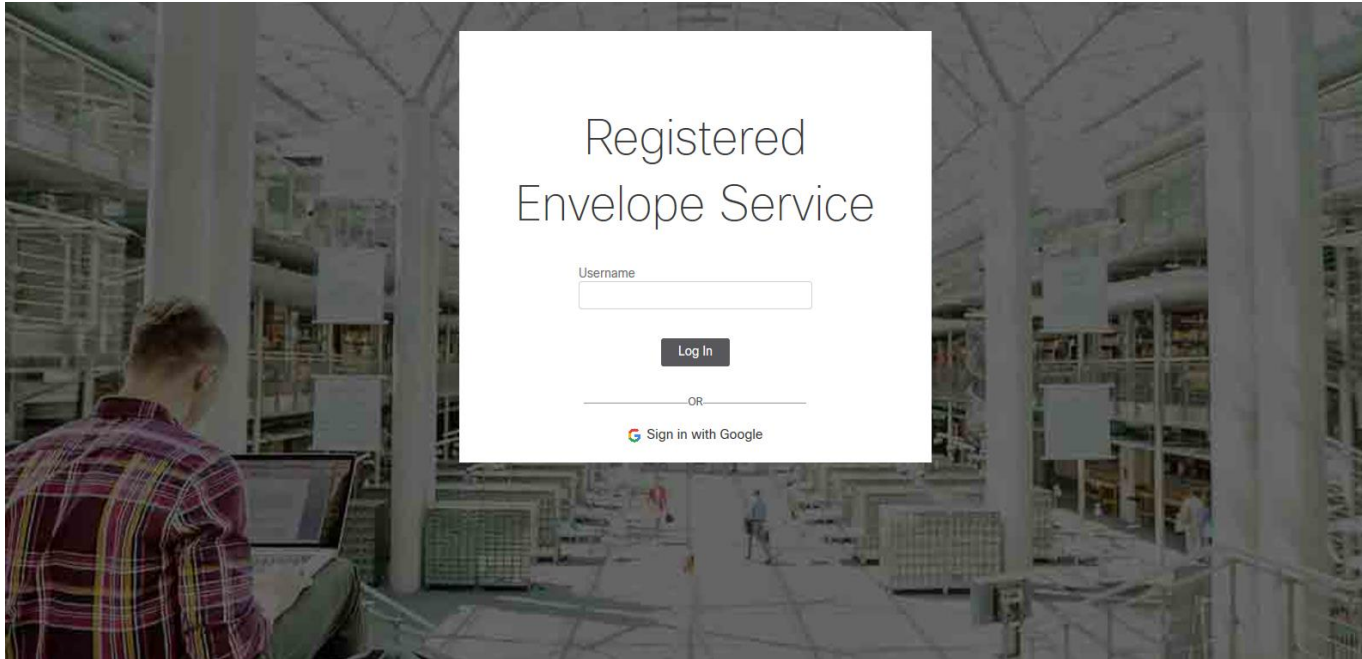 Registered
Envelope Service
Username
Log In
OR
Sign in with Google